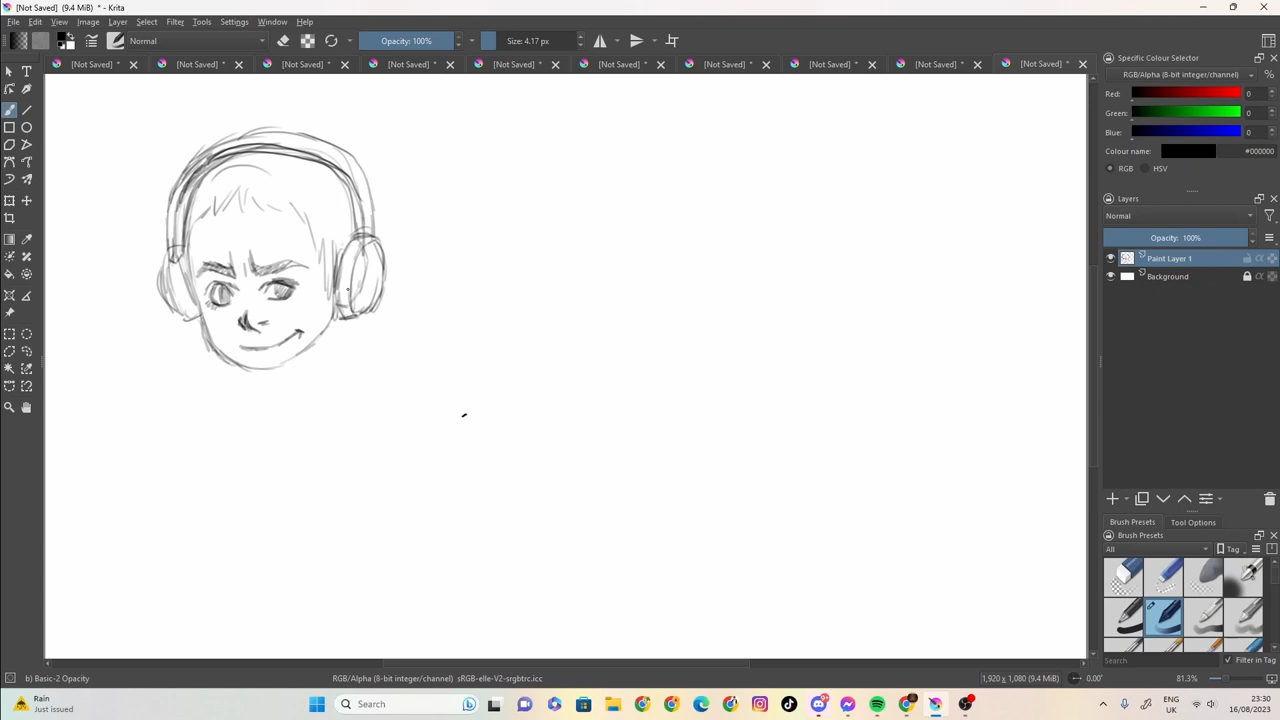 [Not Saved] (9.4 MiB) * - Krita
File Edit View Image Layer Select Filter Tools Settings Window Help
Normal Opacity: 100% Size: 4.17 px
[Not Saved] * [Not Saved] * [Not Saved] * [Not Saved] * [Not Saved] * [Not Saved] * [Not Saved] * [Not Saved] * [Not Saved] * [Not Saved] *
Specific Colour Selector
RGB/Alpha (8-bit integer/channel) %
Red: 0
Green: 0
Blue: 0
Colour name: #000000
RGB HSV
Layers
Normal
Opacity: 100%
Paint Layer 1
Background
Brush Presets Tool Options
Brush Presets
All Tag
Search Filter in Tag
b) Basic-2 Opacity RGB/Alpha (8-bit integer/channel) sRGB-elle-V2-srgbtrc.icc 1,920 x 1,080 (9.4 MiB) 0.00° 81.3%
Rain
Just issued
Search
ENG
UK
23:30
16/08/2023